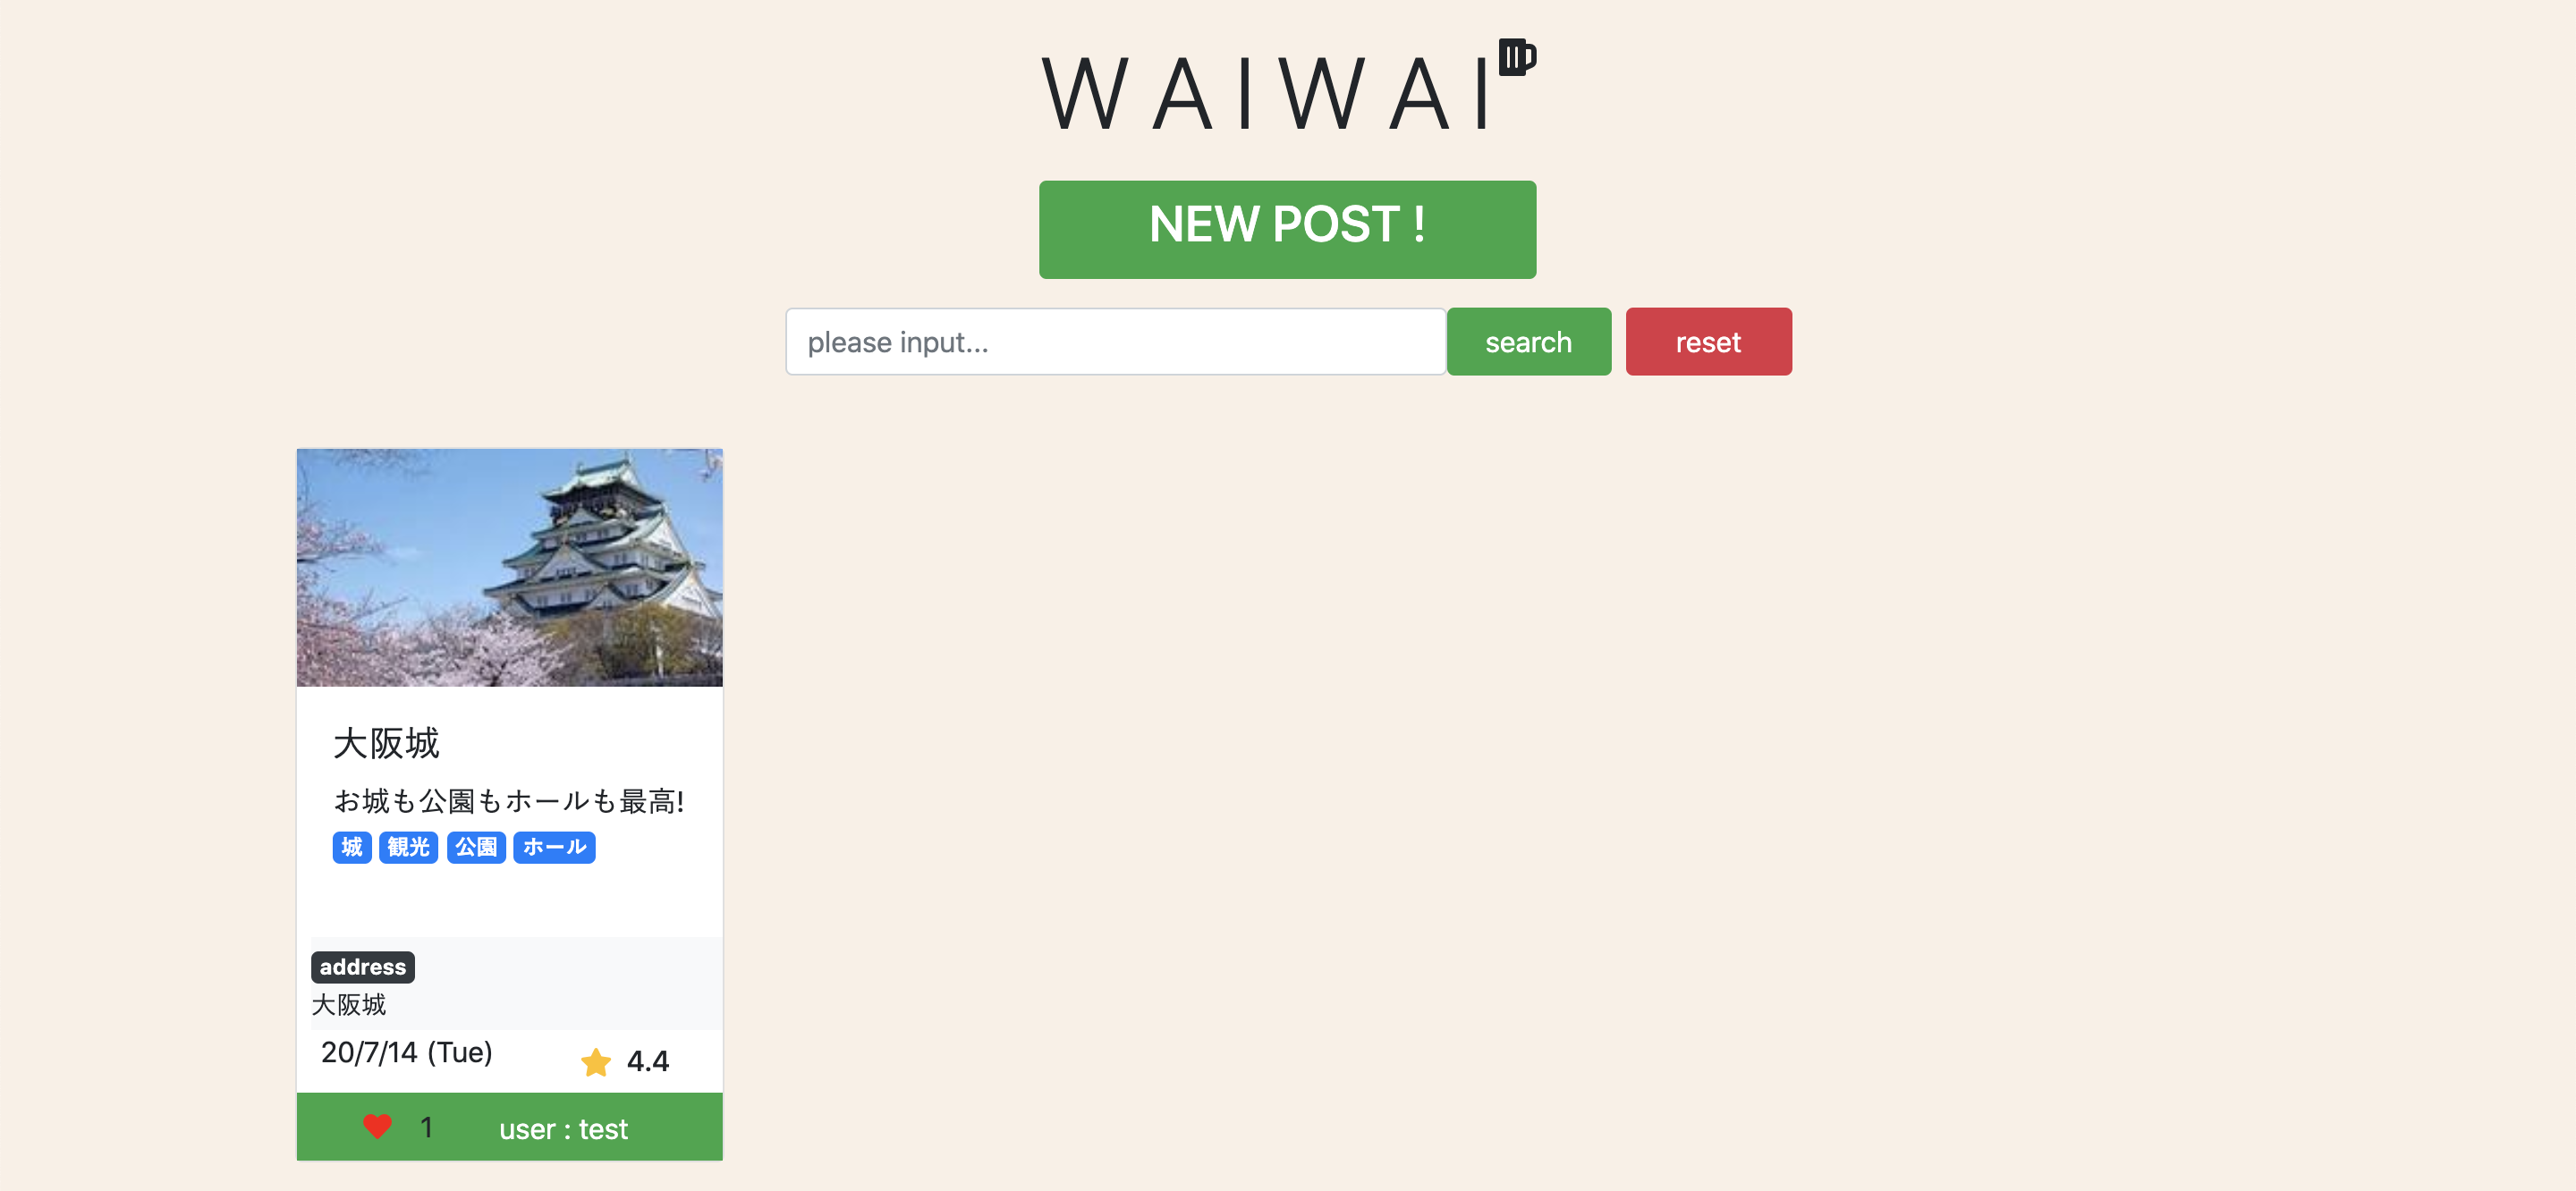 WAIWAI
NEW POST !
please input...
search
reset
大阪城
お城も公園もホールも最高!
城 観光 公園 ホール
address
大阪城
20/7/14 (Tue)
4.4
1
user : test